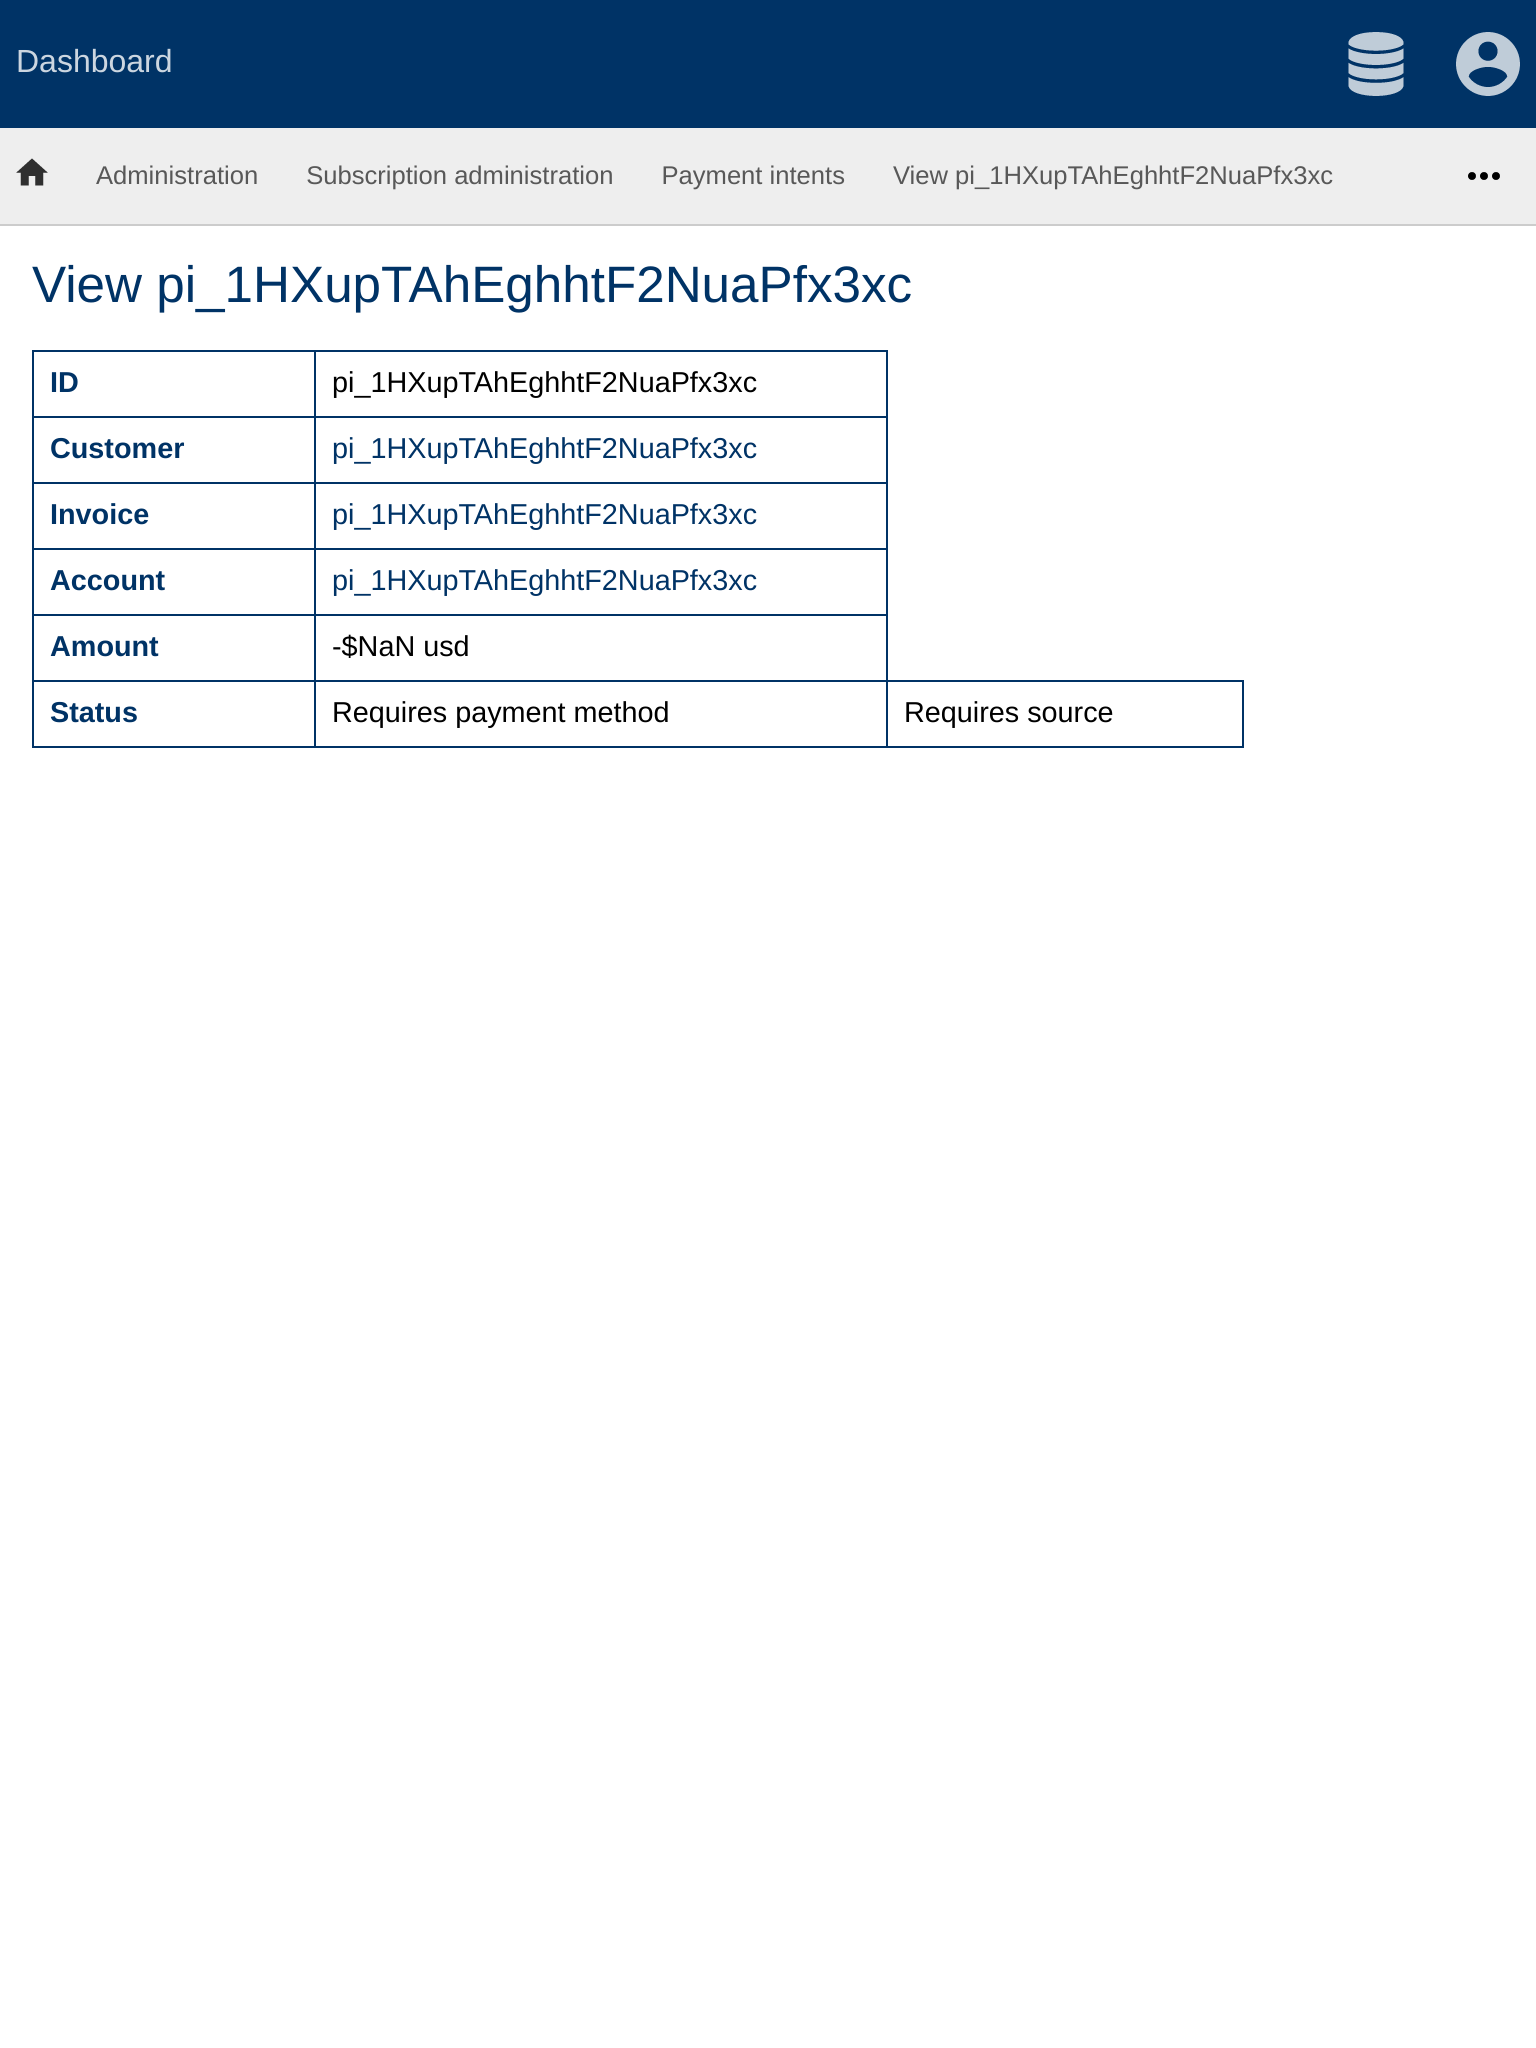 Dashboard
Administration Subscription administration Payment intents View pi_1HXupTAhEghhtF2NuaPfx3xc
View pi_1HXupTAhEghhtF2NuaPfx3xc
ID pi_1HXupTAhEghhtF2NuaPfx3xc
Customer pi_1HXupTAhEghhtF2NuaPfx3xc
Invoice pi_1HXupTAhEghhtF2NuaPfx3xc
Account pi_1HXupTAhEghhtF2NuaPfx3xc
Amount -$NaN usd
Status Requires payment method Requires source